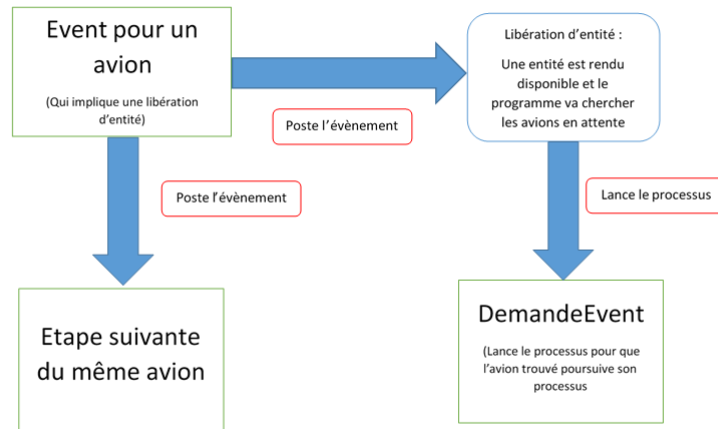 Event pour un
avion
(Qui implique une libération
d'entité)
Poste l'évènement
Libération d'entité :
Une entité est rendu
disponible et le
programme va chercher
les avions en attente
Poste l'évènement
Lance le processus
Etape suivante
du même avion
DemandeEvent
(Lance le processus pour que
l'avion trouvé poursuive son
processus